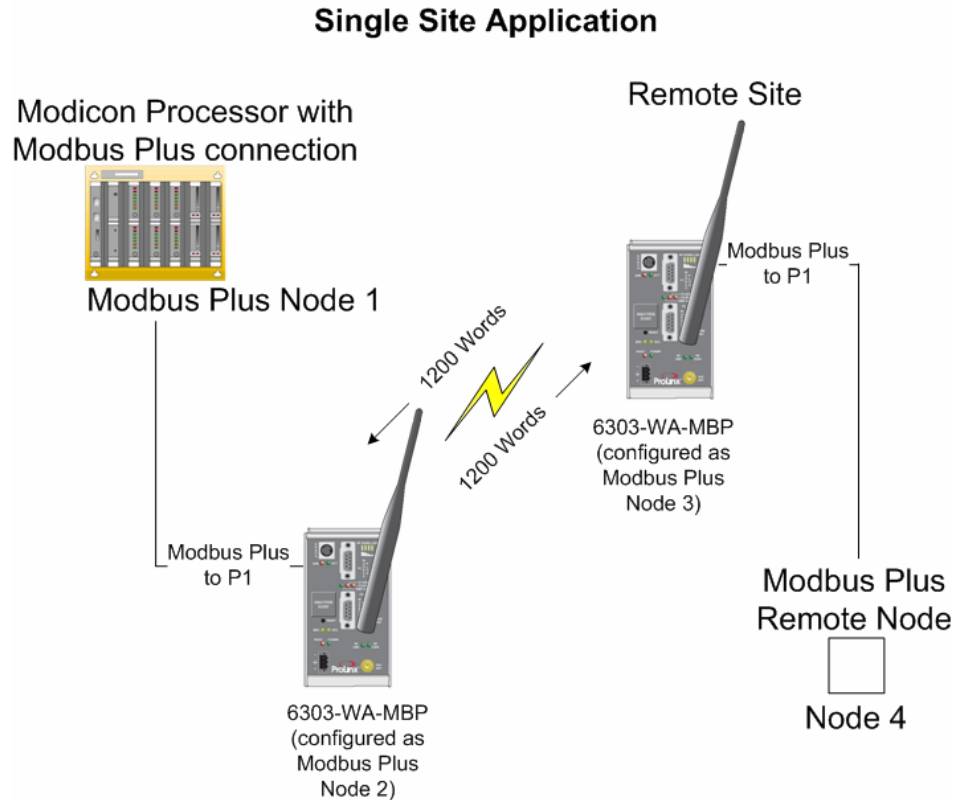 Single Site Application
Modicon Processor with
Modbus Plus connection
Modbus Plus Node 1
Remote Site
Modbus Plus
to P1
1200 Words
1200 Words
6303-WA-MBP
(configured as
Modbus Plus
Node 3)
Modbus Plus
to P1
Modbus Plus
Remote Node
Node 4
6303-WA-MBP
(configured as
Modbus Plus
Node 2)
ProLinx
ProLinx